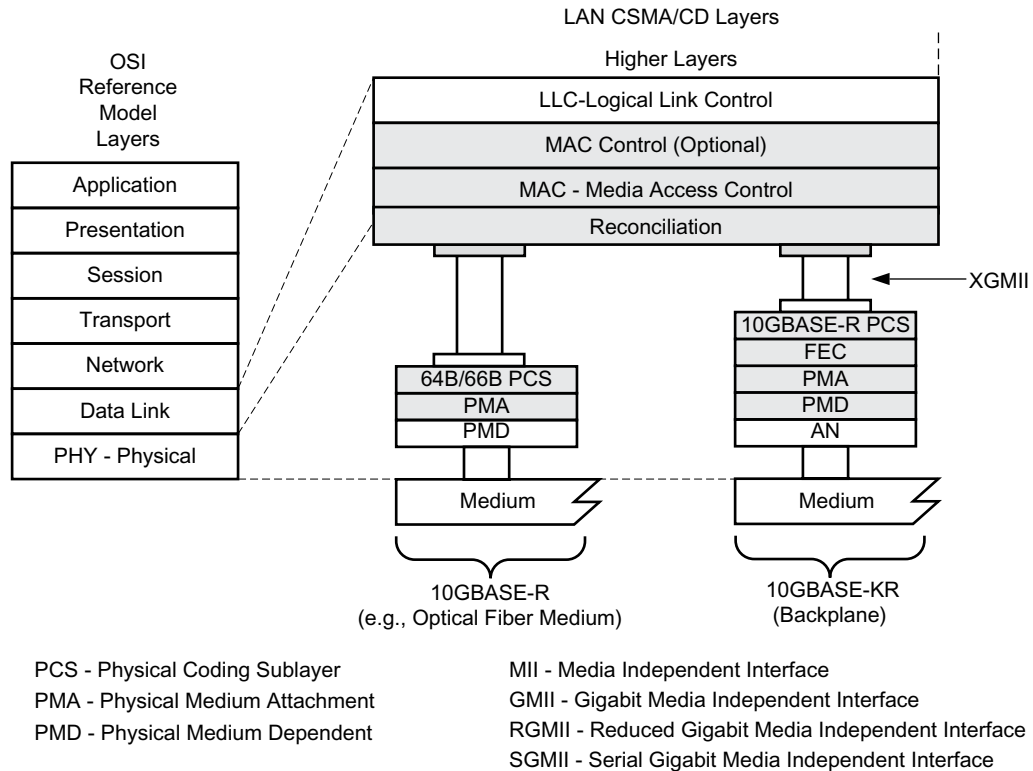 LAN CSMA/CD Layers
Higher Layers
OSI
Reference
Model
Layers
Application
Presentation
Session
Transport
Network
Data Link
PHY - Physical
LLC-Logical Link Control
MAC Control (Optional)
MAC - Media Access Control
Reconciliation
XGMII
64B/66B PCS
PMA
PMD
Medium
10GBASE-R
(e.g., Optical Fiber Medium)
10GBASE-R PCS
FEC
PMA
PMD
AN
Medium
10GBASE-KR
(Backplane)
PCS - Physical Coding Sublayer
PMA - Physical Medium Attachment
PMD - Physical Medium Dependent
MII - Media Independent Interface
GMII - Gigabit Media Independent Interface
RGMII - Reduced Gigabit Media Independent Interface
SGMII - Serial Gigabit Media Independent Interface